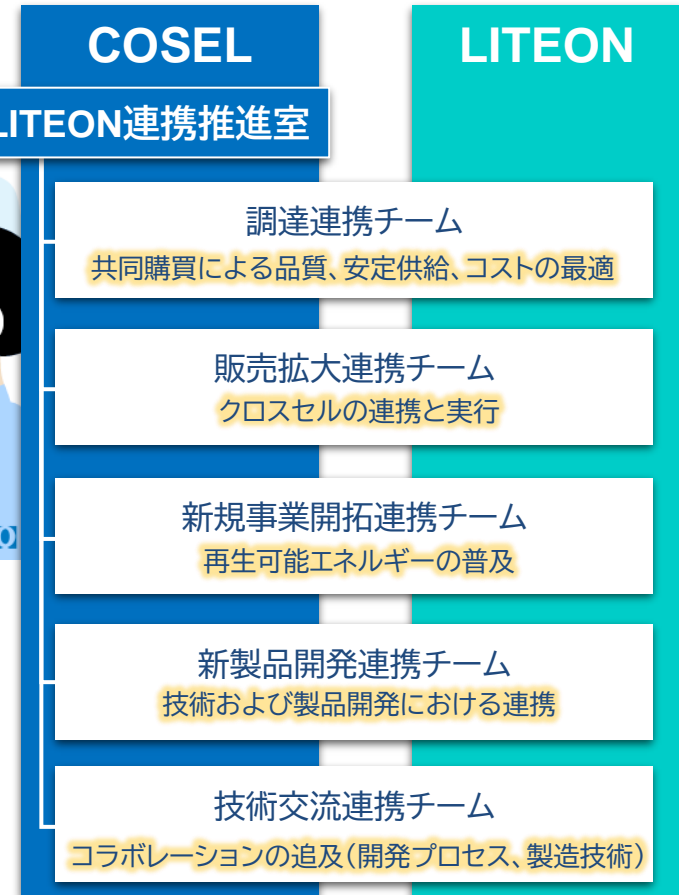 COSEL
LITEON
LITEON連携推進室
調達連携チーム
共同購買による品質、安定供給、コストの最適
販売拡大連携チーム
クロスセルの連携と実行
新規事業開拓連携チーム
再生可能エネルギーの普及
新製品開発連携チーム
技術および製品開発における連携
技術交流連携チーム
コラボレーションの追及(開発プロセス、製造技術)